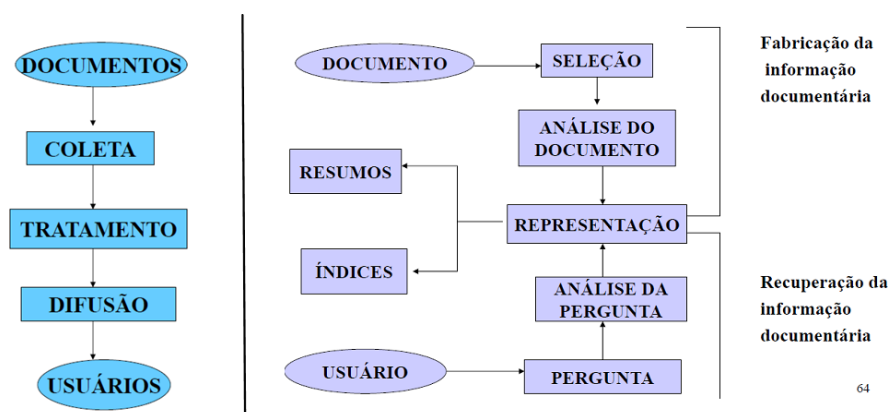 DOCUMENTOS
COLETA
TRATAMENTO
DIFUSÃO
USUÁRIOS
DOCUMENTO
SELEÇÃO
ANÁLISE DO
DOCUMENTO
RESUMOS
REPRESENTAÇÃO
ÍNDICES
ANÁLISE DA
PERGUNTA
USUÁRIO
PERGUNTA
Fabricação da
informação
documentária
Recuperação da
informação
documentária
64